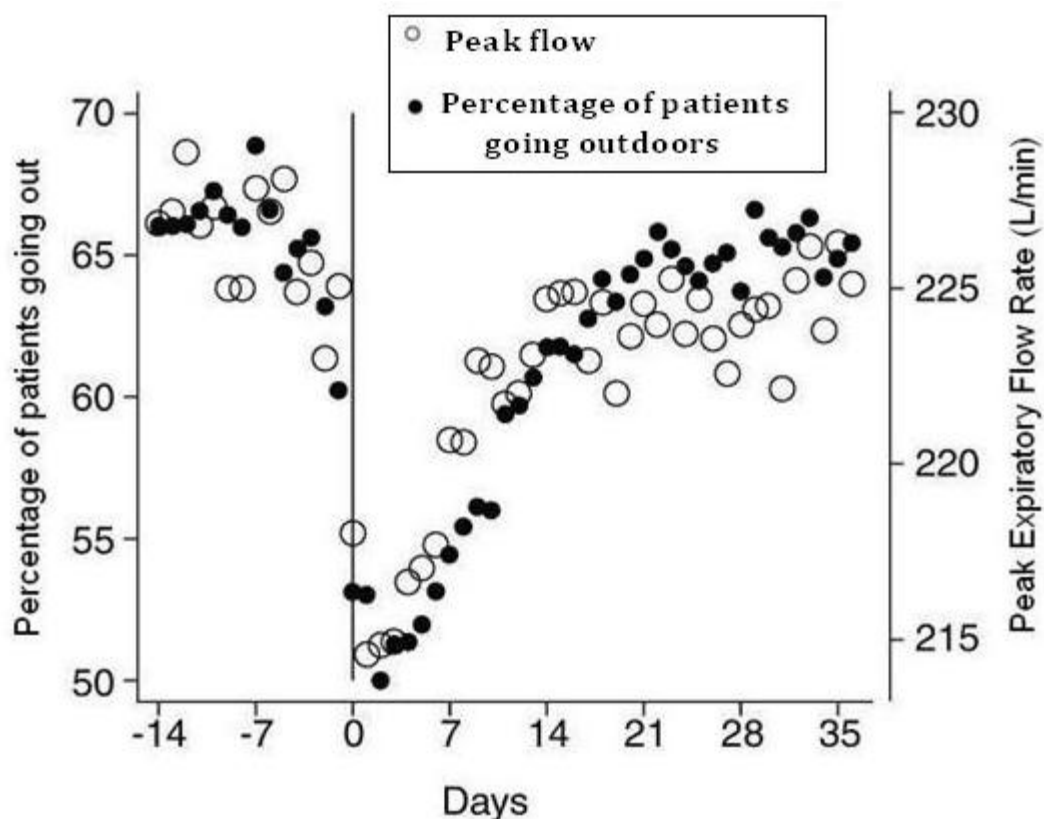 Peak flow
Percentage of patients
going outdoors
70
65
60
55
50
Percentage of patients going out
230
225
220
215
Peak Expiratory Flow Rate (L/min)
-14 -7 0 7 14 21 28 35
Days